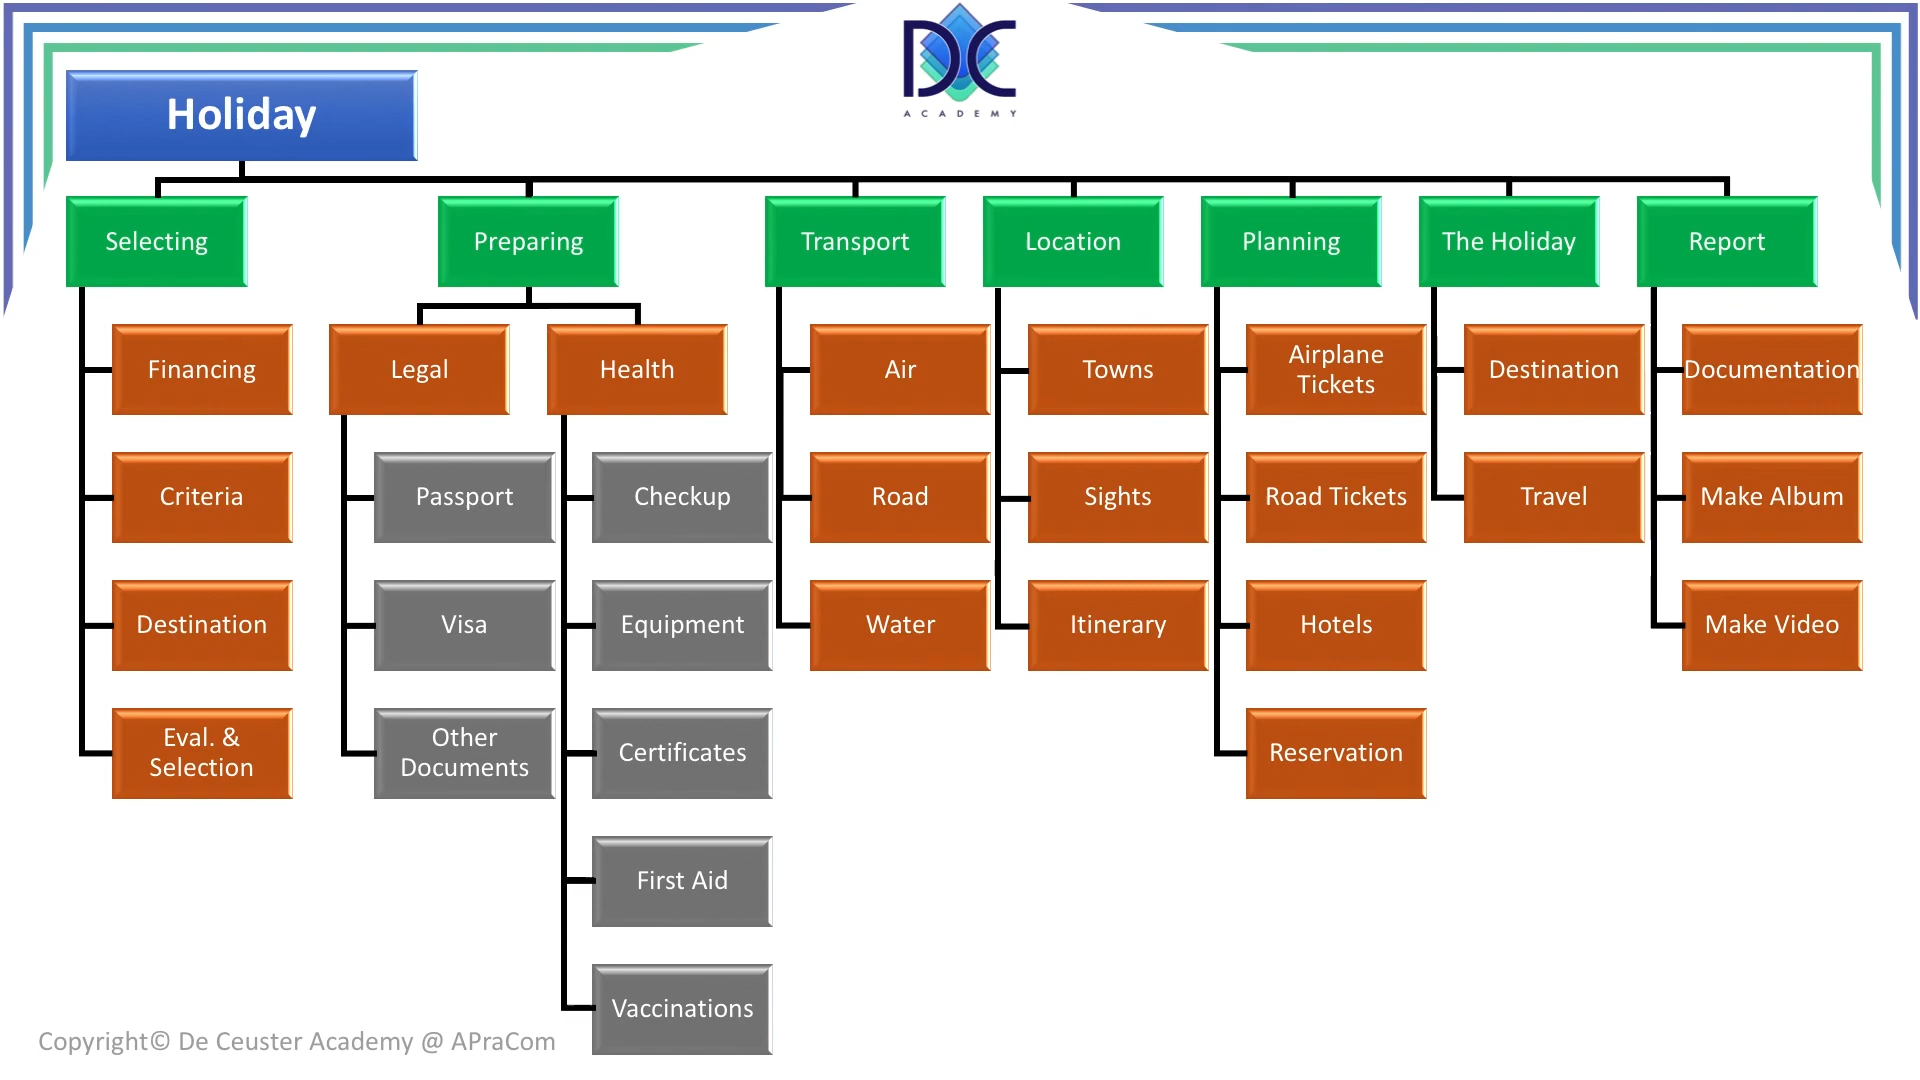 DC
ACADEMY
Holiday
Selecting
Preparing
Transport
Location
Planning
The Holiday
Report
Financing
Legal
Health
Air
Towns
Airplane
Tickets
Destination
Documentation
Criteria
Passport
Checkup
Road
Sights
Road Tickets
Travel
Make Album
Destination
Visa
Equipment
Water
Itinerary
Hotels
Make Video
Eval. &
Selection
Other
Documents
Certificates
Reservation
First Aid
Vaccinations
Copyright© De Ceuster Academy @ APraCom